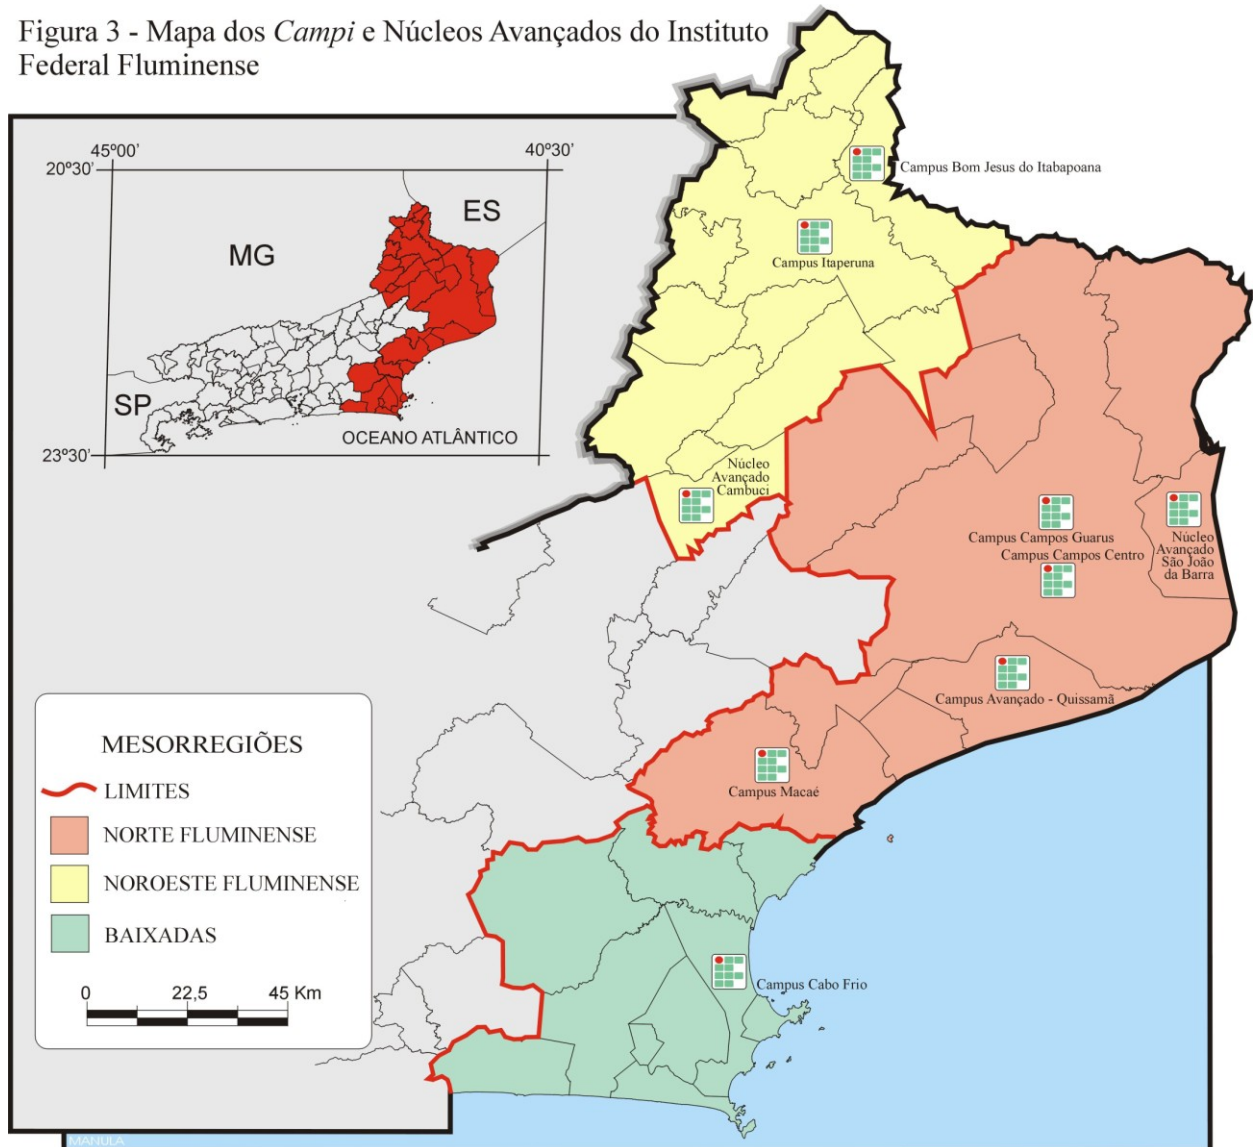 Figura 3 - Mapa dos Campi e Núcleos Avançados do Instituto
Federal Fluminense
45º00’
40º30’
20º30’
ES
MG
SP
OCEANO ATLÂNTICO
23º30’
Campus Bom Jesus do Itabapoana
Campus Itaperuna
Núcleo
Avançado
Cambuci
Campus Campos Guarus
Campus Campos Centro
Núcleo
Avançado
São João
da Barra
Campus Avançado - Quissamã
Campus Macaé
Campus Cabo Frio
MESORREGIÕES
LIMITES
NORTE FLUMINENSE
NOROESTE FLUMINENSE
BAIXADAS
0 22,5 45 Km
MANULA